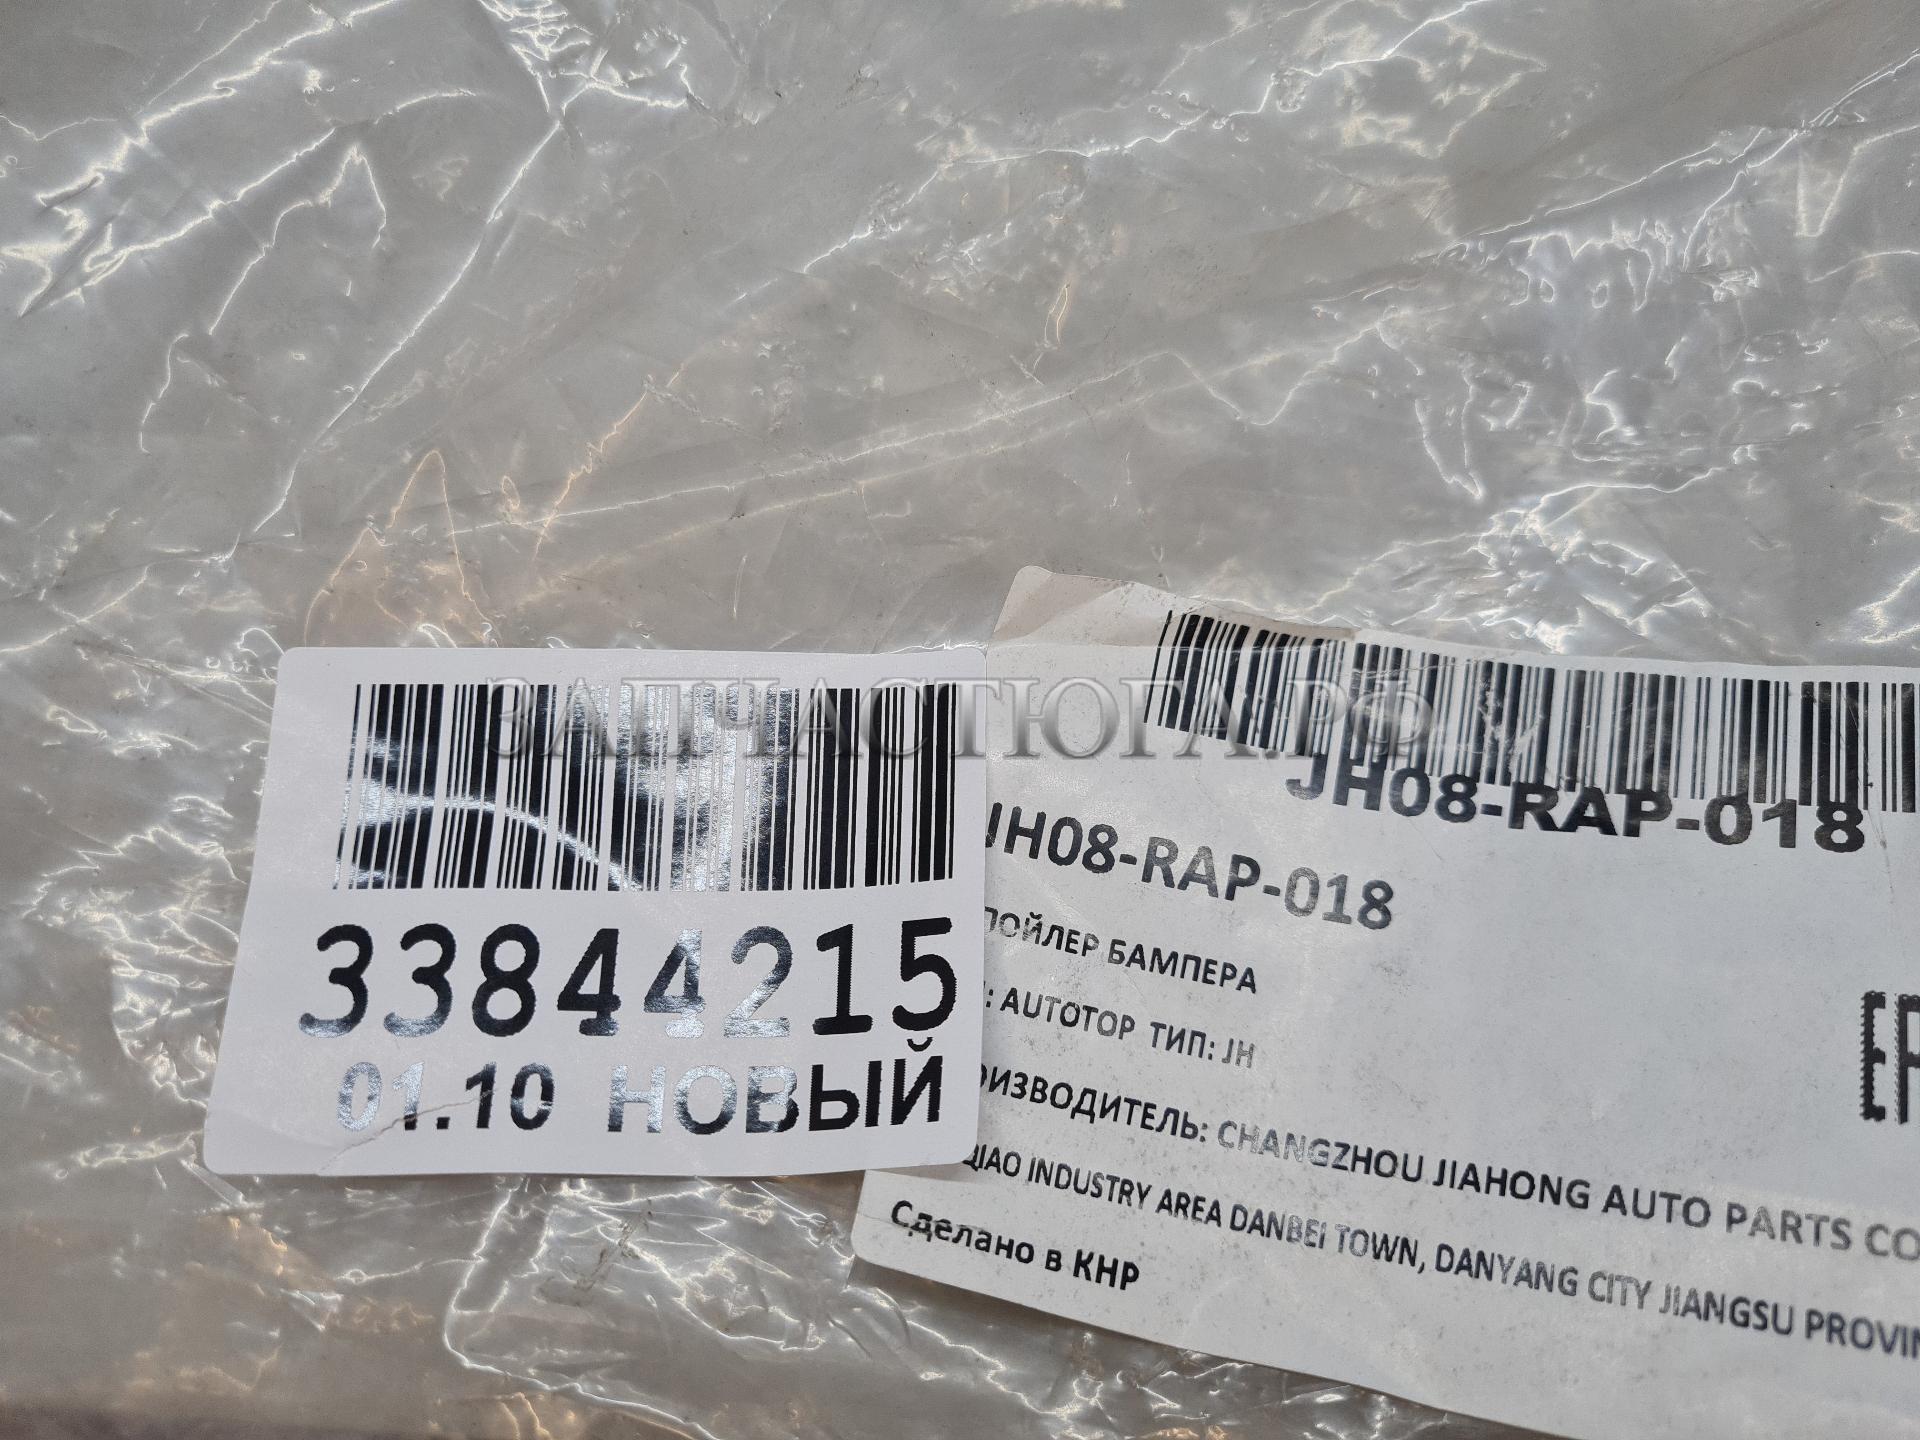 ЗАПЧАСТЮГА.РФ
33844215
01.10 НОВЫЙ
JH08-RAP-018
JH08-RAP-018
ПОЙЛЕР БАМПЕРА
: AUTOTOP ТИП: JH
ОИЗВОДИТЕЛЬ: CHANGZHOU JIAHONG AUTO PARTS CO
QIAO INDUSTRY AREA DANBEI TOWN, DANYANG CITY JIANGSU PROVIN
Сделано в КНР